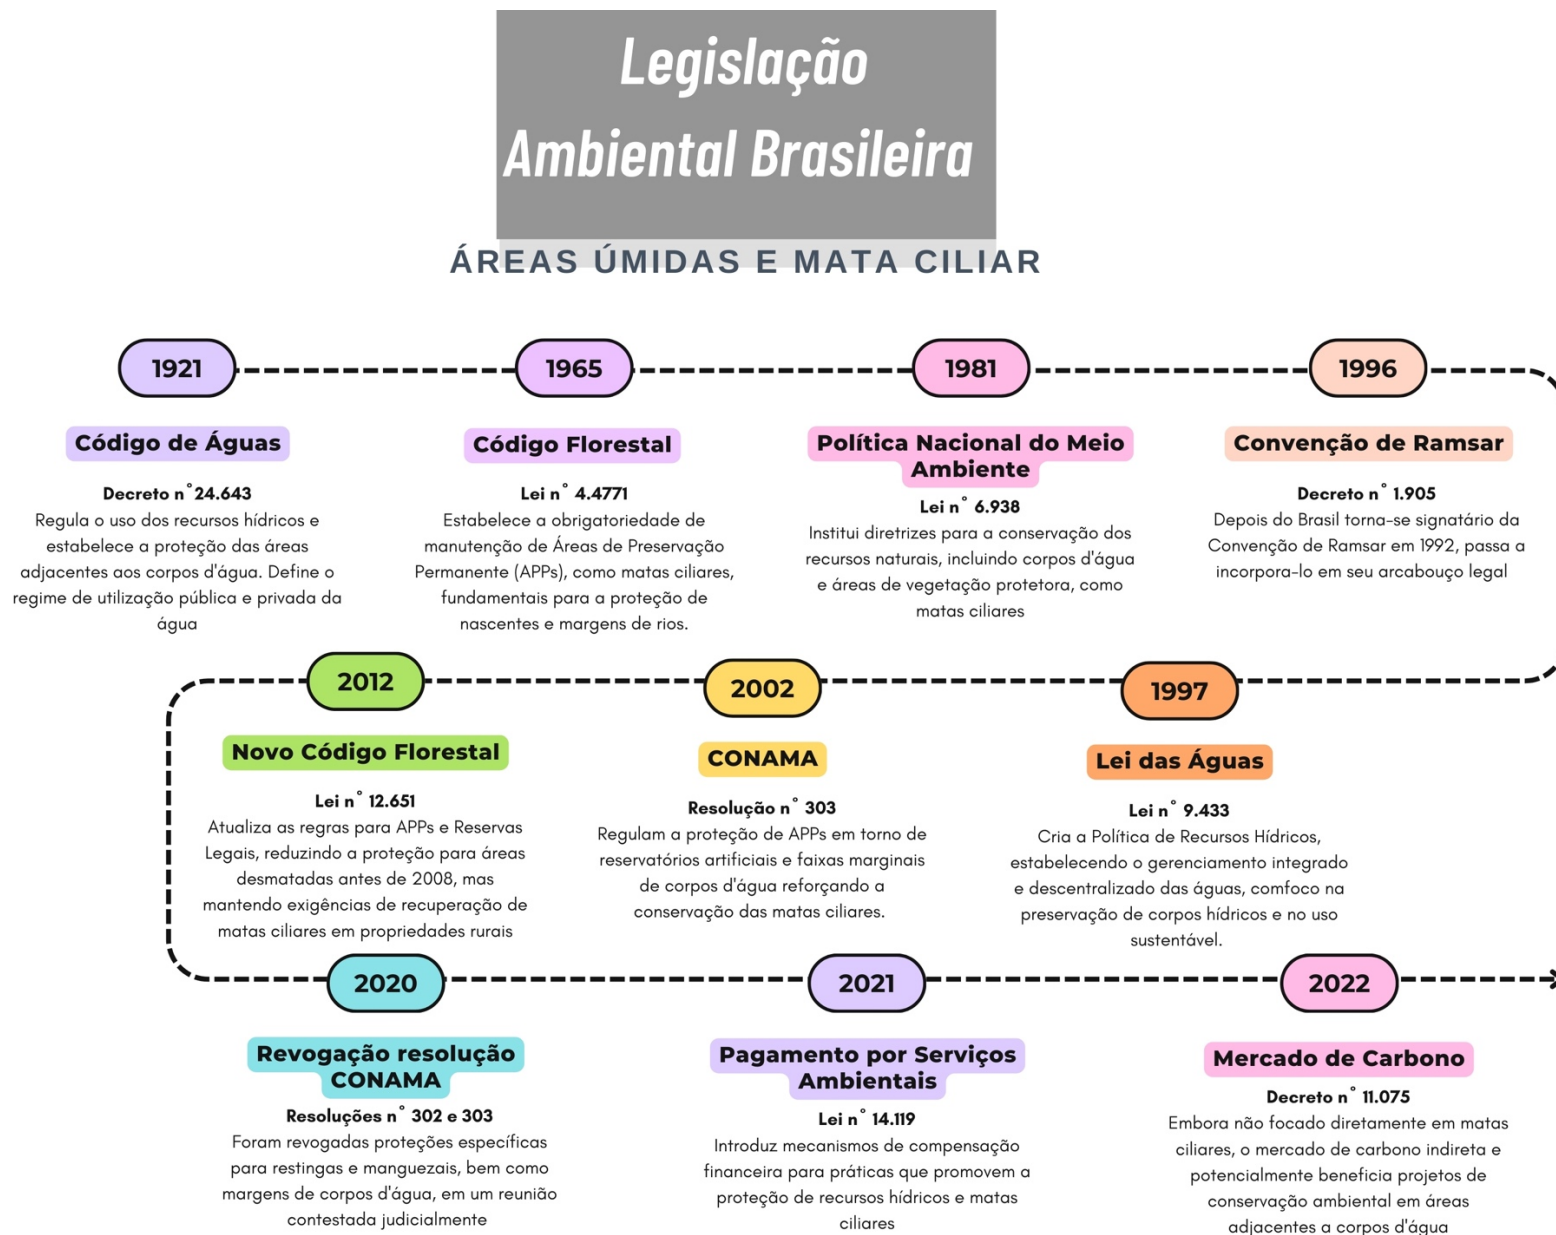 Legislação
Ambiental Brasileira
ÁREAS ÚMIDAS E MATA CILIAR
1921
Código de Águas
Decreto n°24.643
Regula o uso dos recursos hídricos e
estabelece a proteção das áreas
adjacentes aos corpos d'água. Define o
regime de utilização pública e privada da
água
1965
Código Florestal
Lei n° 4.4771
Estabelece a obrigatoriedade de
manutenção de Áreas de Preservação
Permanente (APPs), como matas ciliares,
fundamentais para a proteção de
nascentes e margens de rios.
1981
Política Nacional do Meio
Ambiente
Lei n° 6.938
Institui diretrizes para a conservação dos
recursos naturais, incluindo corpos d'água
e áreas de vegetação protetora, como
matas ciliares
1996
Convenção de Ramsar
Decreto n° 1.905
Depois do Brasil torna-se signatário da
Convenção de Ramsar em 1992, passa a
incorpora-lo em seu arcabouço legal
1997
Lei das Águas
Lei n° 9.433
Cria a Política de Recursos Hídricos,
estabelecendo o gerenciamento integrado
e descentralizado das águas, comfoco na
preservação de corpos hídricos e no uso
sustentável.
2002
CONAMA
Resolução n° 303
Regulam a proteção de APPs em torno de
reservatórios artificiais e faixas marginais
de corpos d'água reforçando a
conservação das matas ciliares.
2012
Novo Código Florestal
Lei n° 12.651
Atualiza as regras para APPs e Reservas
Legais, reduzindo a proteção para áreas
desmatadas antes de 2008, mas
mantendo exigências de recuperação de
matas ciliares em propriedades rurais
2020
Revogação resolução
CONAMA
Resoluções n° 302 e 303
Foram revogadas proteções específicas
para restingas e manguezais, bem como
margens de corpos d'água, em um reunião
contestada judicialmente
2021
Pagamento por Serviços
Ambientais
Lei n° 14.119
Introduz mecanismos de compensação
financeira para práticas que promovem a
proteção de recursos hídricos e matas
ciliares
2022
Mercado de Carbono
Decreto n° 11.075
Embora não focado diretamente em matas
ciliares, o mercado de carbono indireta e
potencialmente beneficia projetos de
conservação ambiental em áreas
adjacentes a corpos d'água